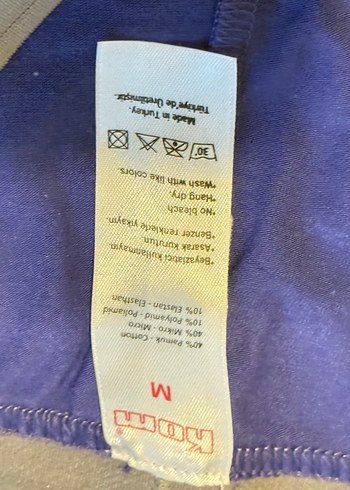 Kom
M
40% Pamuk - Cotton
40% Mikro - Micro
10% Polyamid - Poliamid
10% Elastan - Elasthan
*Beyazlatıcı kullanmayın.
*Asarak kurutun.
*Benzer renklerle yıkayın.
*No bleach
*Hang dry.
*Wash with like colors.
30°
Made in Turkey.
Türkiye'de Üretilmiştir.